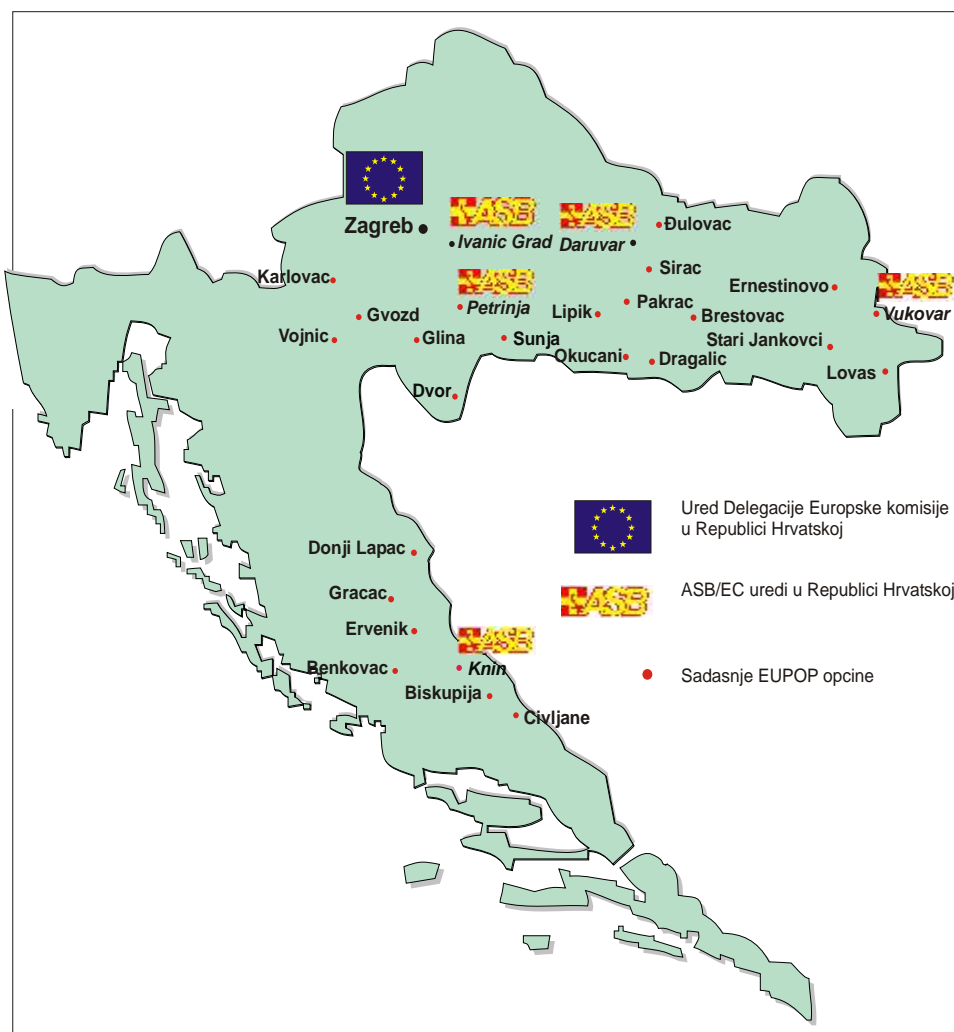 ASB
ASB
Zagreb
Ivanic Grad
Daruvar
Đulovac
Karlovac
ASB
Sirac
Ernestinovo
ASB
Gvozd
Petrinja
Lipik
Pakrac
Brestovac
Vukovar
Vojnic
Glina
Sunja
Okucani
Dragalic
Stari Jankovci
Lovas
Dvor
Ured Delegacije Europske komisije
u Republici Hrvatskoj
Donji Lapac
ASB
ASB/EC uredi u Republici Hrvatskoj
Gracac
Ervenik
ASB
Benkovac
Knin
Sadasnje EUPOP opcine
Biskupija
Civljane